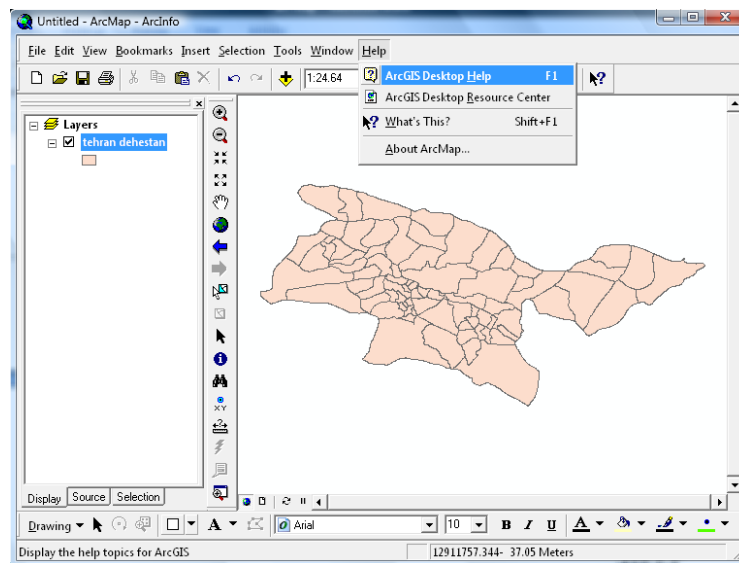 Untitled - ArcMap - ArcInfo
File Edit View Bookmarks Insert Selection Tools Window Help
1:24.64
ArcGIS Desktop Help F1
ArcGIS Desktop Resource Center
What's This? Shift+F1
About ArcMap...
Layers
tehran dehestan
XY
Display Source Selection
Drawing A Arial 10 B I U A
Display the help topics for ArcGIS 12911757.344- 37.05 Meters